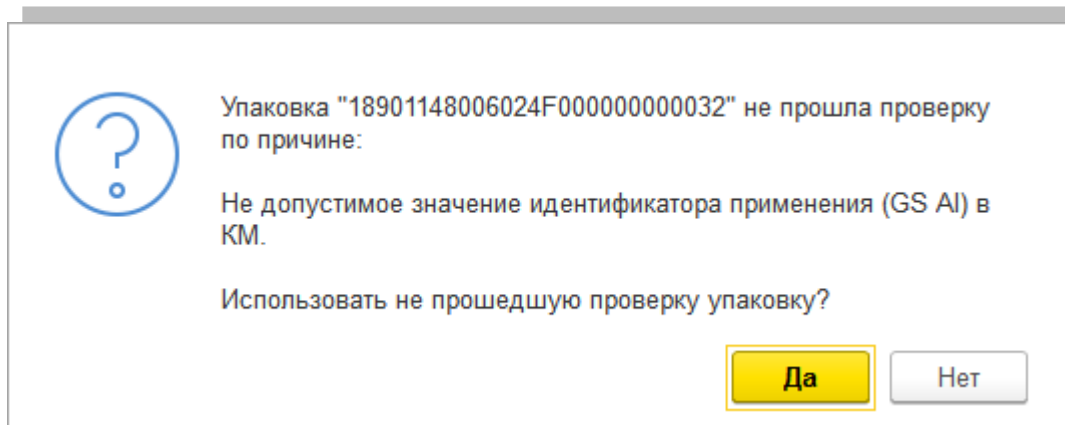 Упаковка "18901148006024F000000000032" не прошла проверку
по причине:
Не допустимое значение идентификатора применения (GS AI) в
КМ.
Использовать не прошедшую проверку упаковку?
Да
Нет